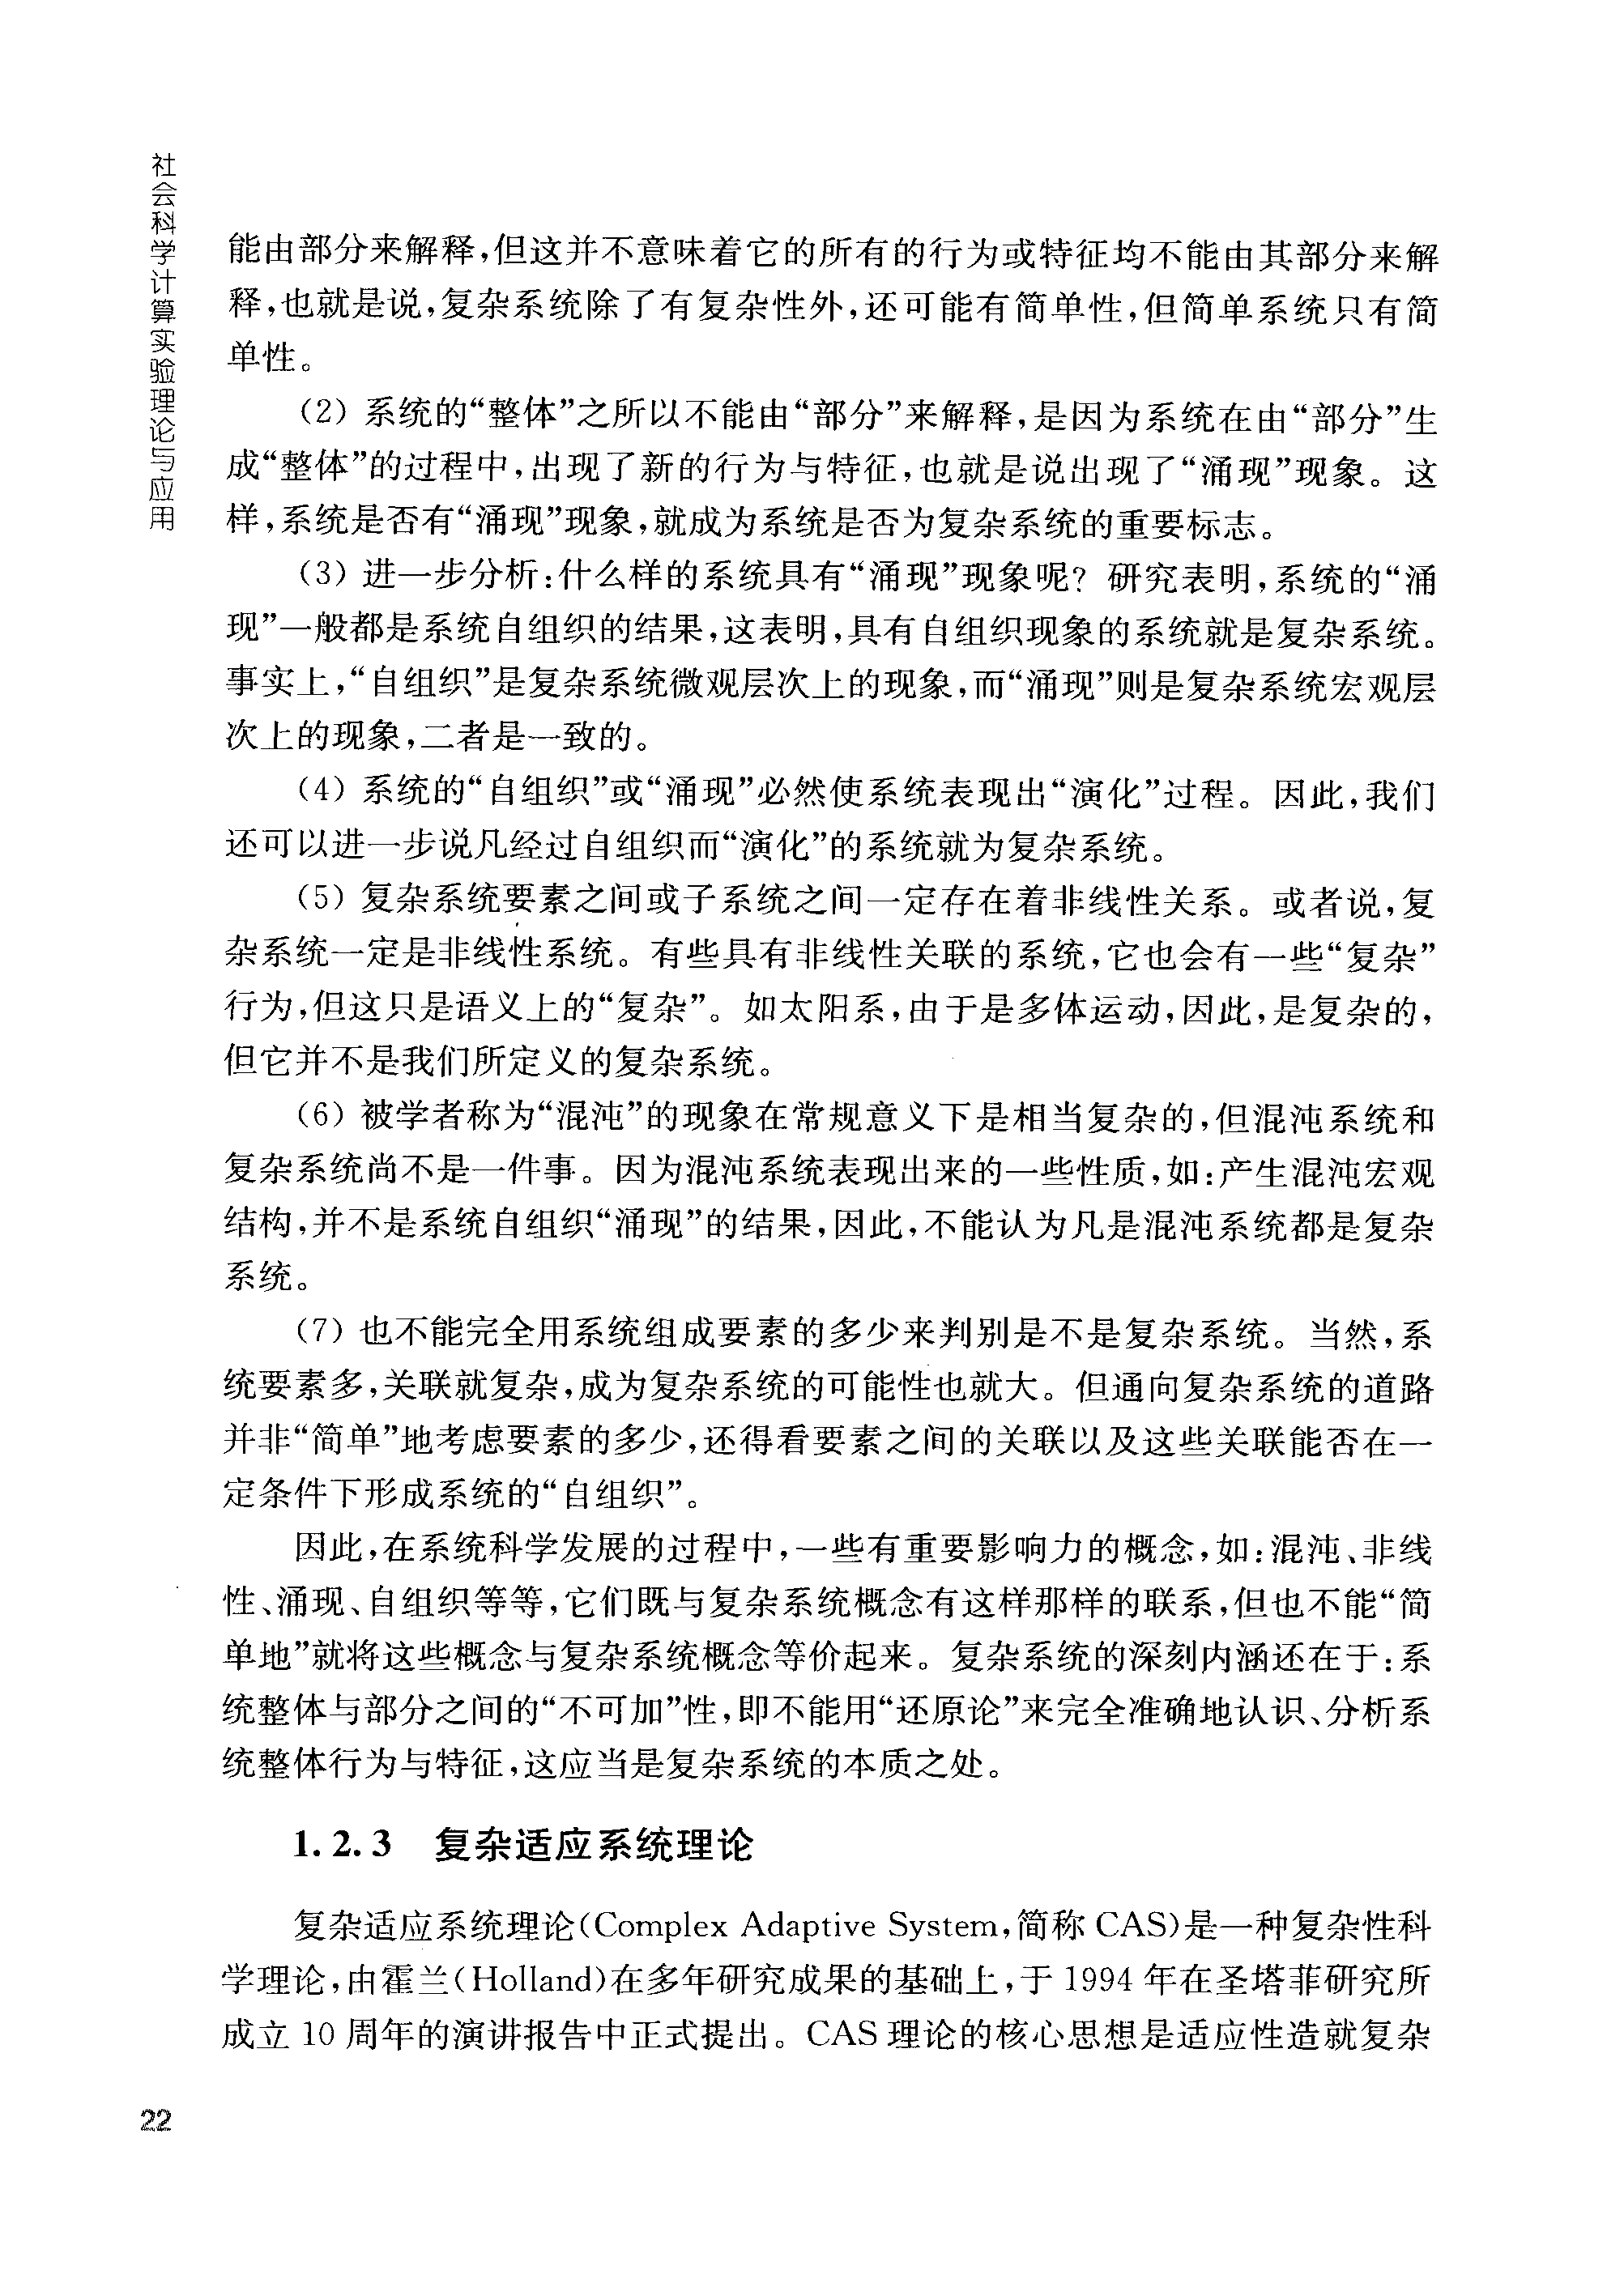 社会科学计算实验理论与应用
能由部分来解释,但这并不意味着它的所有的行为或特征均不能由其部分来解
释,也就是说,复杂系统除了有复杂性外,还可能有简单性,但简单系统只有简
单性。
(2) 系统的“整体”之所以不能由“部分”来解释,是因为系统在由“部分”生
成“整体”的过程中,出现了新的行为与特征,也就是说出现了“涌现”现象。这
样,系统是否有“涌现”现象,就成为系统是否为复杂系统的重要标志。
(3) 进一步分析:什么样的系统具有“涌现”现象呢? 研究表明,系统的“涌
现”一般都是系统自组织的结果,这表明,具有自组织现象的系统就是复杂系统。
事实上,“自组织”是复杂系统微观层次上的现象,而“涌现”则是复杂系统宏观层
次上的现象,二者是一致的。
(4) 系统的“自组织”或“涌现”必然使系统表现出“演化”过程。因此,我们
还可以进一步说凡经过自组织而“演化”的系统就为复杂系统。
(5) 复杂系统要素之间或子系统之间一定存在着非线性关系。或者说,复
杂系统一定是非线性系统。有些具有非线性关联的系统,它也会有一些“复杂”
行为,但这只是语义上的“复杂”。如太阳系,由于是多体运动,因此,是复杂的,
但它并不是我们所定义的复杂系统。
(6) 被学者称为“混沌”的现象在常规意义下是相当复杂的,但混沌系统和
复杂系统尚不是一件事。因为混沌系统表现出来的一些性质,如:产生混沌宏观
结构,并不是系统自组织“涌现”的结果,因此,不能认为凡是混沌系统都是复杂
系统。
(7) 也不能完全用系统组成要素的多少来判别是不是复杂系统。当然,系
统要素多,关联就复杂,成为复杂系统的可能性也就大。但通向复杂系统的道路
并非“简单”地考虑要素的多少,还得看要素之间的关联以及这些关联能否在一
定条件下形成系统的“自组织”。
因此,在系统科学发展的过程中,一些有重要影响力的概念,如:混沌、非线
性、涌现、自组织等等,它们既与复杂系统概念有这样那样的联系,但也不能“简
单地”就将这些概念与复杂系统概念等价起来。复杂系统的深刻内涵还在于:系
统整体与部分之间的“不可加”性,即不能用“还原论”来完全准确地认识、分析系
统整体行为与特征,这应当是复杂系统的本质之处。
1.2.3 复杂适应系统理论
复杂适应系统理论(Complex Adaptive System,简称 CAS)是一种复杂性科
学理论,由霍兰(Holland)在多年研究成果的基础上,于 1994 年在圣塔菲研究所
成立 10 周年的演讲报告中正式提出。CAS 理论的核心思想是适应性造就复杂
22